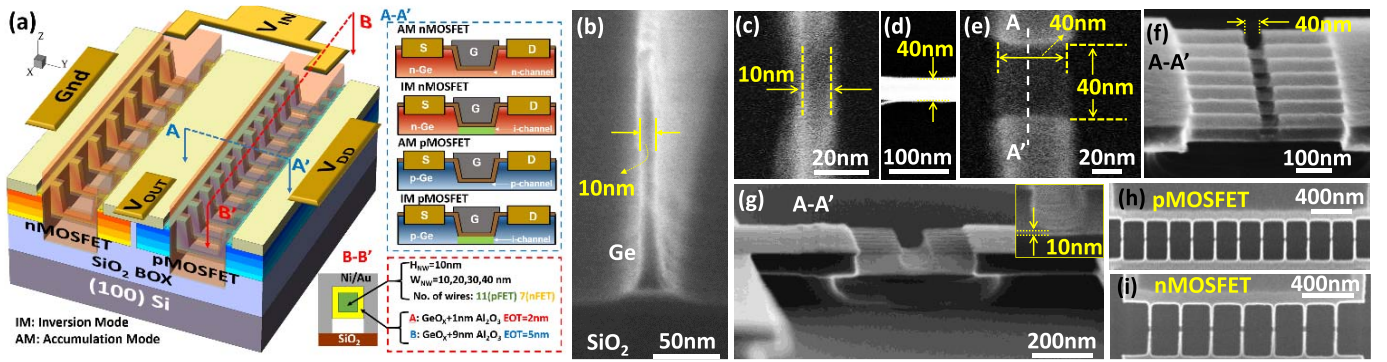 (a)
Z
X
Y
Gnd
V_IN
B
A
A'
V_DD
V_OUT
B'
nMOSFET
pMOSFET
SiO₂ BOX
(100) Si
IM: Inversion Mode
AM: Accumulation Mode
A-A'
AM nMOSFET
S
G
D
n-Ge
n-channel
IM nMOSFET
S
G
D
n-Ge
i-channel
AM pMOSFET
S
G
D
p-Ge
p-channel
IM pMOSFET
S
G
D
p-Ge
i-channel
B-B'
Ni/Au
SiO₂
H_NW=10nm
W_NW=10,20,30,40 nm
No. of wires: 11(pFET) 7(nFET)
A: GeOₓ+1nm Al₂O₃ EOT=2nm
B: GeOₓ+9nm Al₂O₃ EOT=5nm
(b)
10nm
Ge
SiO₂
50nm
(c)
10nm
20nm
(d)
40nm
100nm
(e)
A
40nm
40nm
A'
20nm
(f)
40nm
A-A'
100nm
(g)
A-A'
10nm
200nm
(h)
pMOSFET
400nm
(i)
nMOSFET
400nm